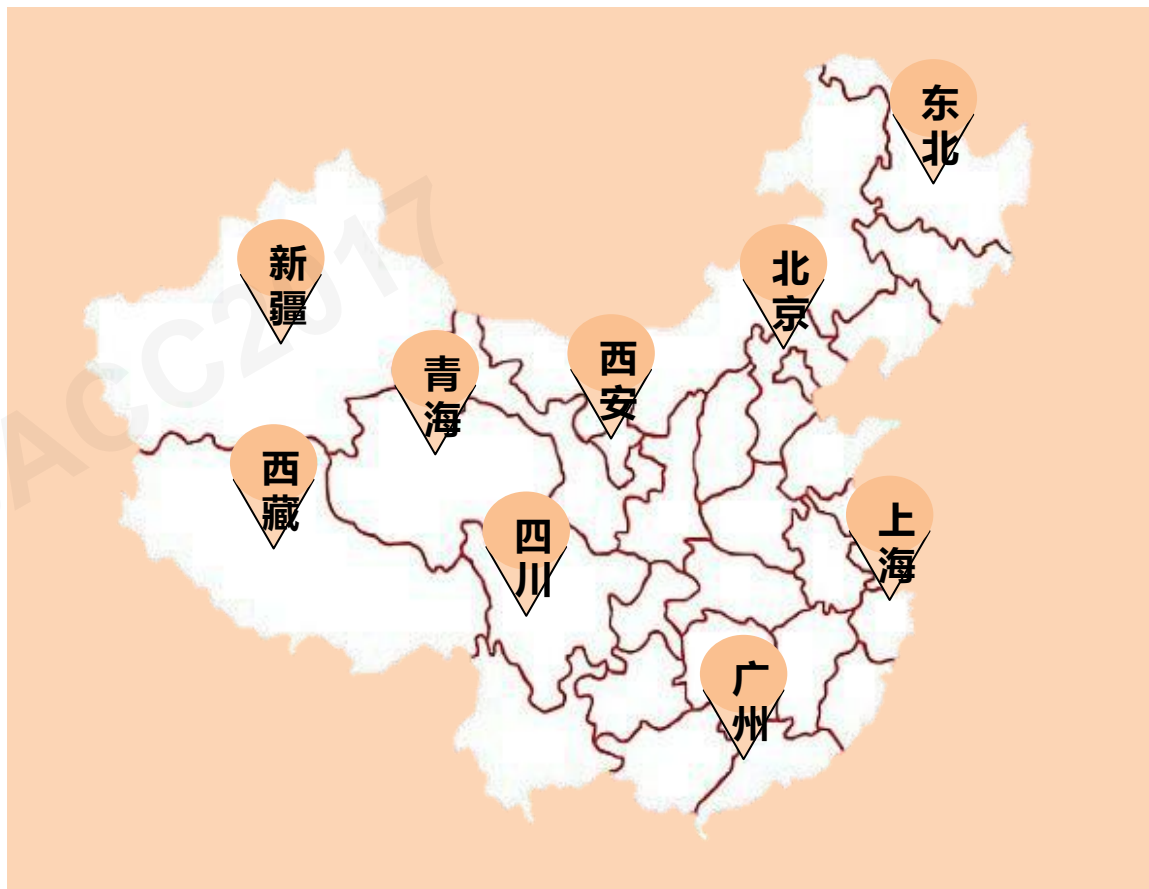 东
北
新
疆
北
京
青
海
西
安
西
藏
四
川
上
海
广
州
ACC2017